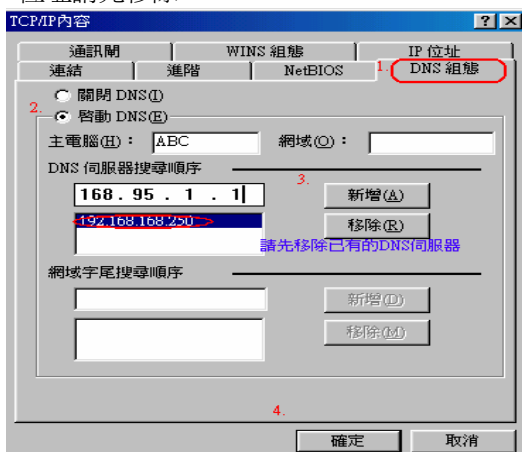 TCP/IP內容
通訊閘 WINS 組態 IP 位址
連結 進階 NetBIOS 1. DNS 組態
關閉 DNS(I)
2. 啓動 DNS(E)
主電腦(H)： ABC 網域(O)：
DNS 伺服器搜尋順序
3.
168 . 95 . 1 . 1 新增(A)
192.168.168.250 移除(R)
請先移除已有的DNS伺服器
網域字尾搜尋順序
新增(D)
移除(M)
4.
確定 取消